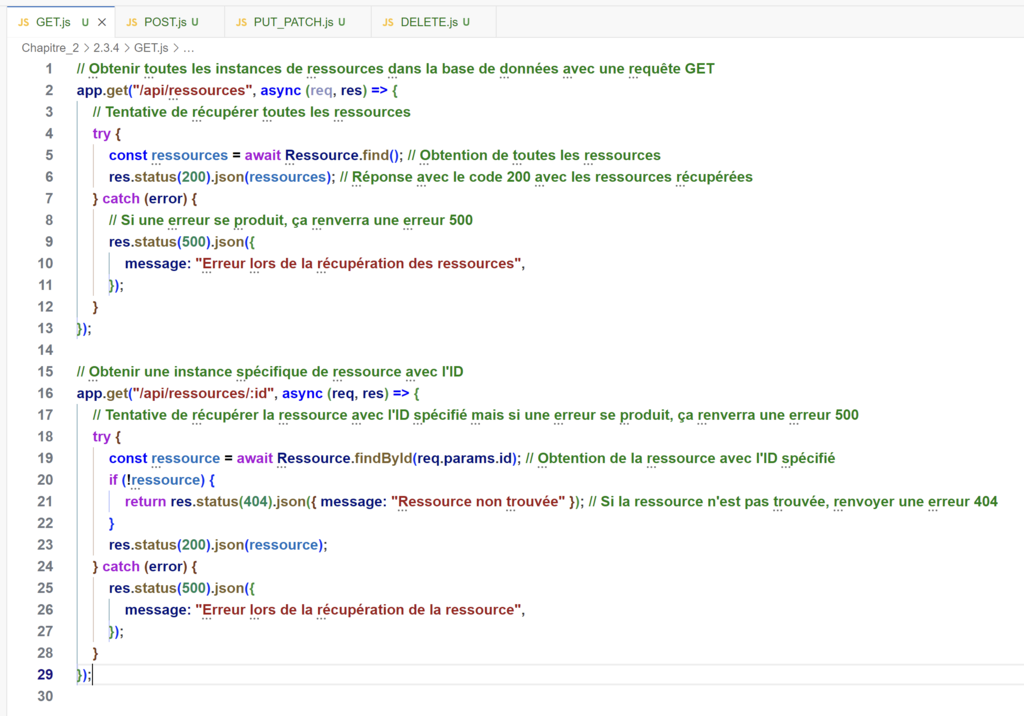 JS GET.js U × JS POST.js U JS PUT_PATCH.js U JS DELETE.js U
Chapitre_2 > 2.3.4 > GET.js > ...
1 // Obtenir toutes les instances de ressources dans la base de données avec une requête GET
2 app.get("/api/ressources", async (req, res) => {
3 // Tentative de récupérer toutes les ressources
4 try {
5 const ressources = await Ressource.find(); // Obtention de toutes les ressources
6 res.status(200).json(ressources); // Réponse avec le code 200 avec les ressources récupérées
7 } catch (error) {
8 // Si une erreur se produit, ça renverra une erreur 500
9 res.status(500).json({
10 message: "Erreur lors de la récupération des ressources",
11 });
12 }
13 });
14
15 // Obtenir une instance spécifique de ressource avec l'ID
16 app.get("/api/ressources/:id", async (req, res) => {
17 // Tentative de récupérer la ressource avec l'ID spécifié mais si une erreur se produit, ça renverra une erreur 500
18 try {
19 const ressource = await Ressource.findById(req.params.id); // Obtention de la ressource avec l'ID spécifié
20 if (!ressource) {
21 return res.status(404).json({ message: "Ressource non trouvée" }); // Si la ressource n'est pas trouvée, renvoyer une erreur 404
22 }
23 res.status(200).json(ressource);
24 } catch (error) {
25 res.status(500).json({
26 message: "Erreur lors de la récupération de la ressource",
27 });
28 }
29 });
30